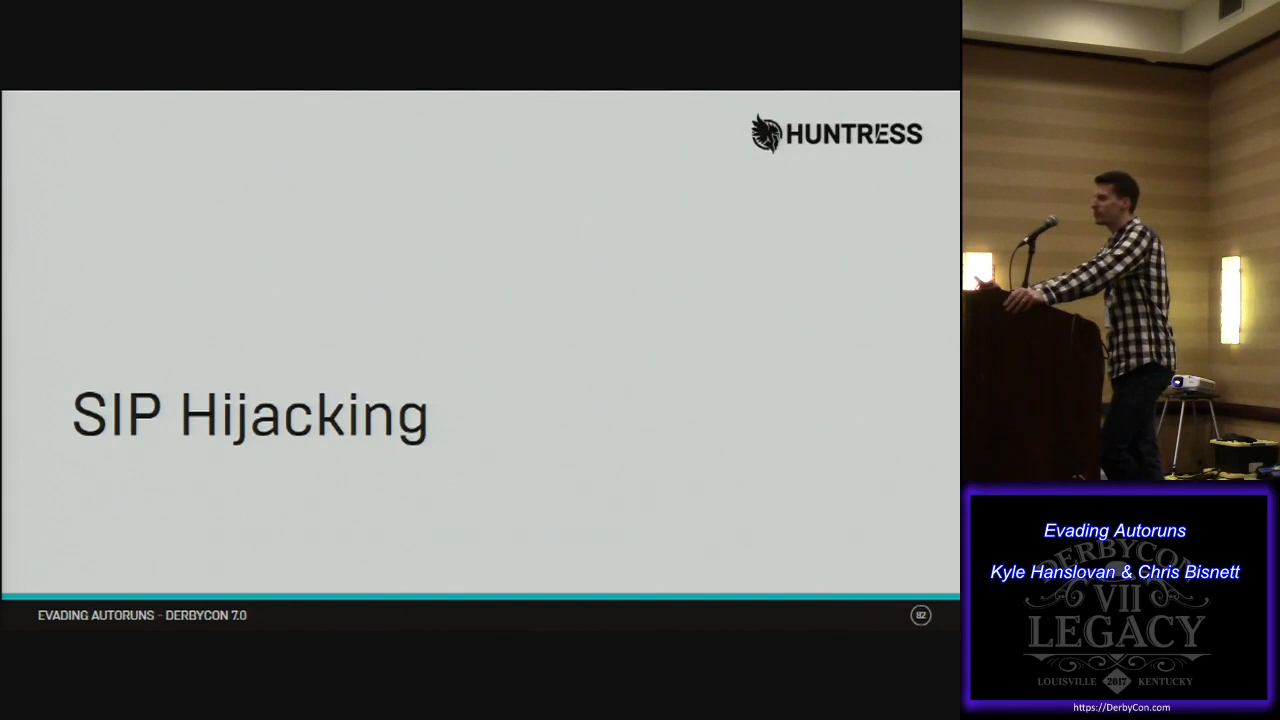 HUNTRESS
SIP Hijacking
EVADING AUTORUNS - DERBYCON 7.0
82
Evading Autoruns
Kyle Hanslovan & Chris Bisnett
DERBYCON
VII
LEGACY
LOUISVILLE 2017 KENTUCKY
https://DerbyCon.com